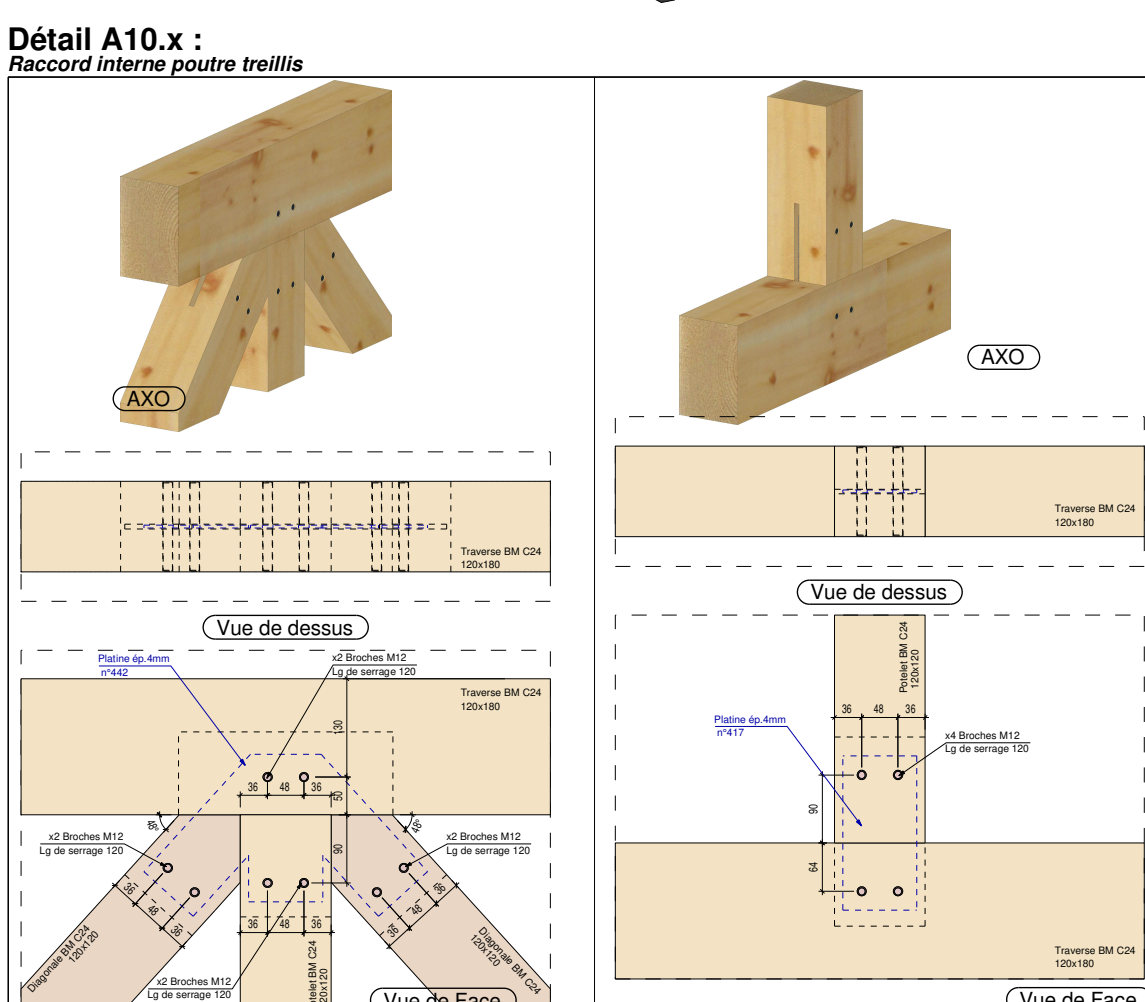 Détail A10.x :
Raccord interne poutre treillis
AXO
Traverse BM C24
120x180
Vue de dessus
Platine ép.4mm
n°442
x2 Broches M12
Lg de serrage 120
Traverse BM C24
120x180
130
36 48 36
50
48°
48°
x2 Broches M12
Lg de serrage 120
x2 Broches M12
Lg de serrage 120
90
36
48
36
36
48
36
36 48 36
Diagonale BM C24
120x120
Diagonale BM C24
120x120
x2 Broches M12
Lg de serrage 120
Vue de Face
AXO
Traverse BM C24
120x180
Vue de dessus
Potelet BM C24
120x120
36 48 36
Platine ép.4mm
n°417
x4 Broches M12
Lg de serrage 120
90
64
Traverse BM C24
120x180
Vue de Face